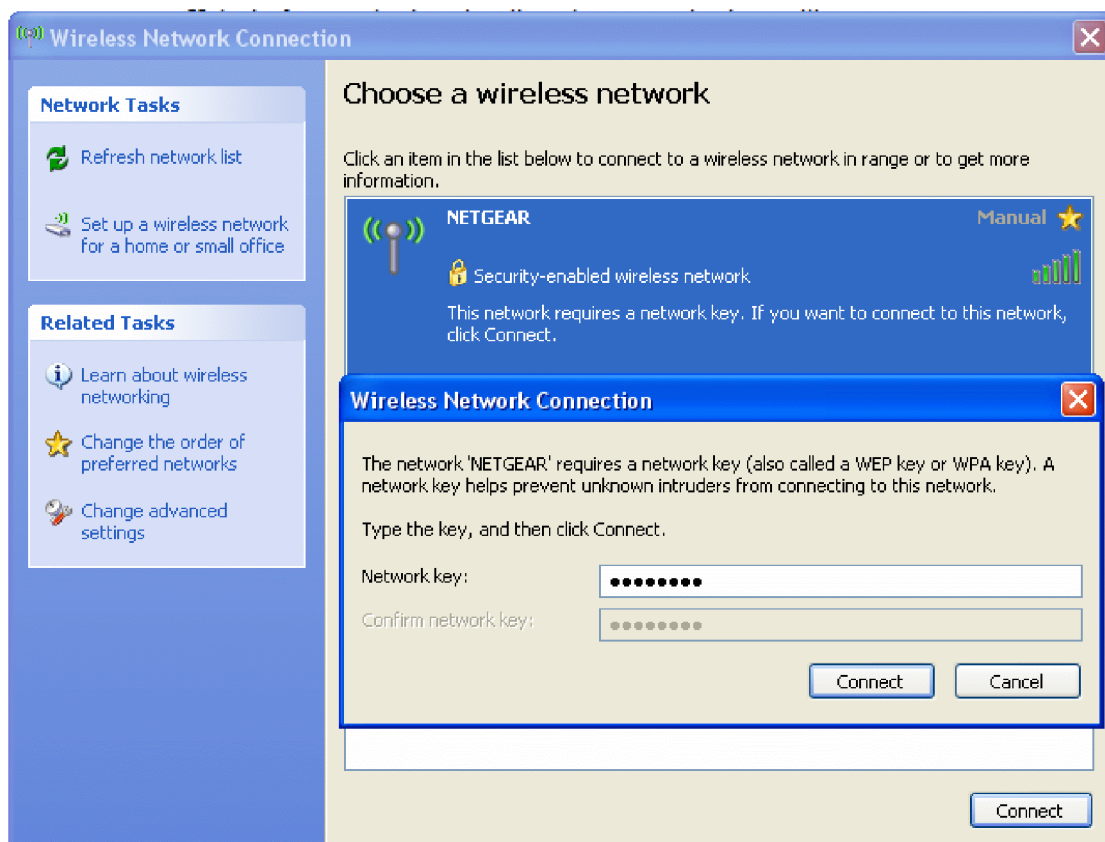 Wireless Network Connection
Network Tasks
Refresh network list
Set up a wireless network
for a home or small office
Related Tasks
Learn about wireless
networking
Change the order of
preferred networks
Change advanced
settings
Choose a wireless network
Click an item in the list below to connect to a wireless network in range or to get more
information.
NETGEAR
Manual
Security-enabled wireless network
This network requires a network key. If you want to connect to this network,
click Connect.
Wireless Network Connection
The network 'NETGEAR' requires a network key (also called a WEP key or WPA key). A
network key helps prevent unknown intruders from connecting to this network.
Type the key, and then click Connect.
Network key:
••••••••
Confirm network key:
••••••••
Connect
Cancel
Connect